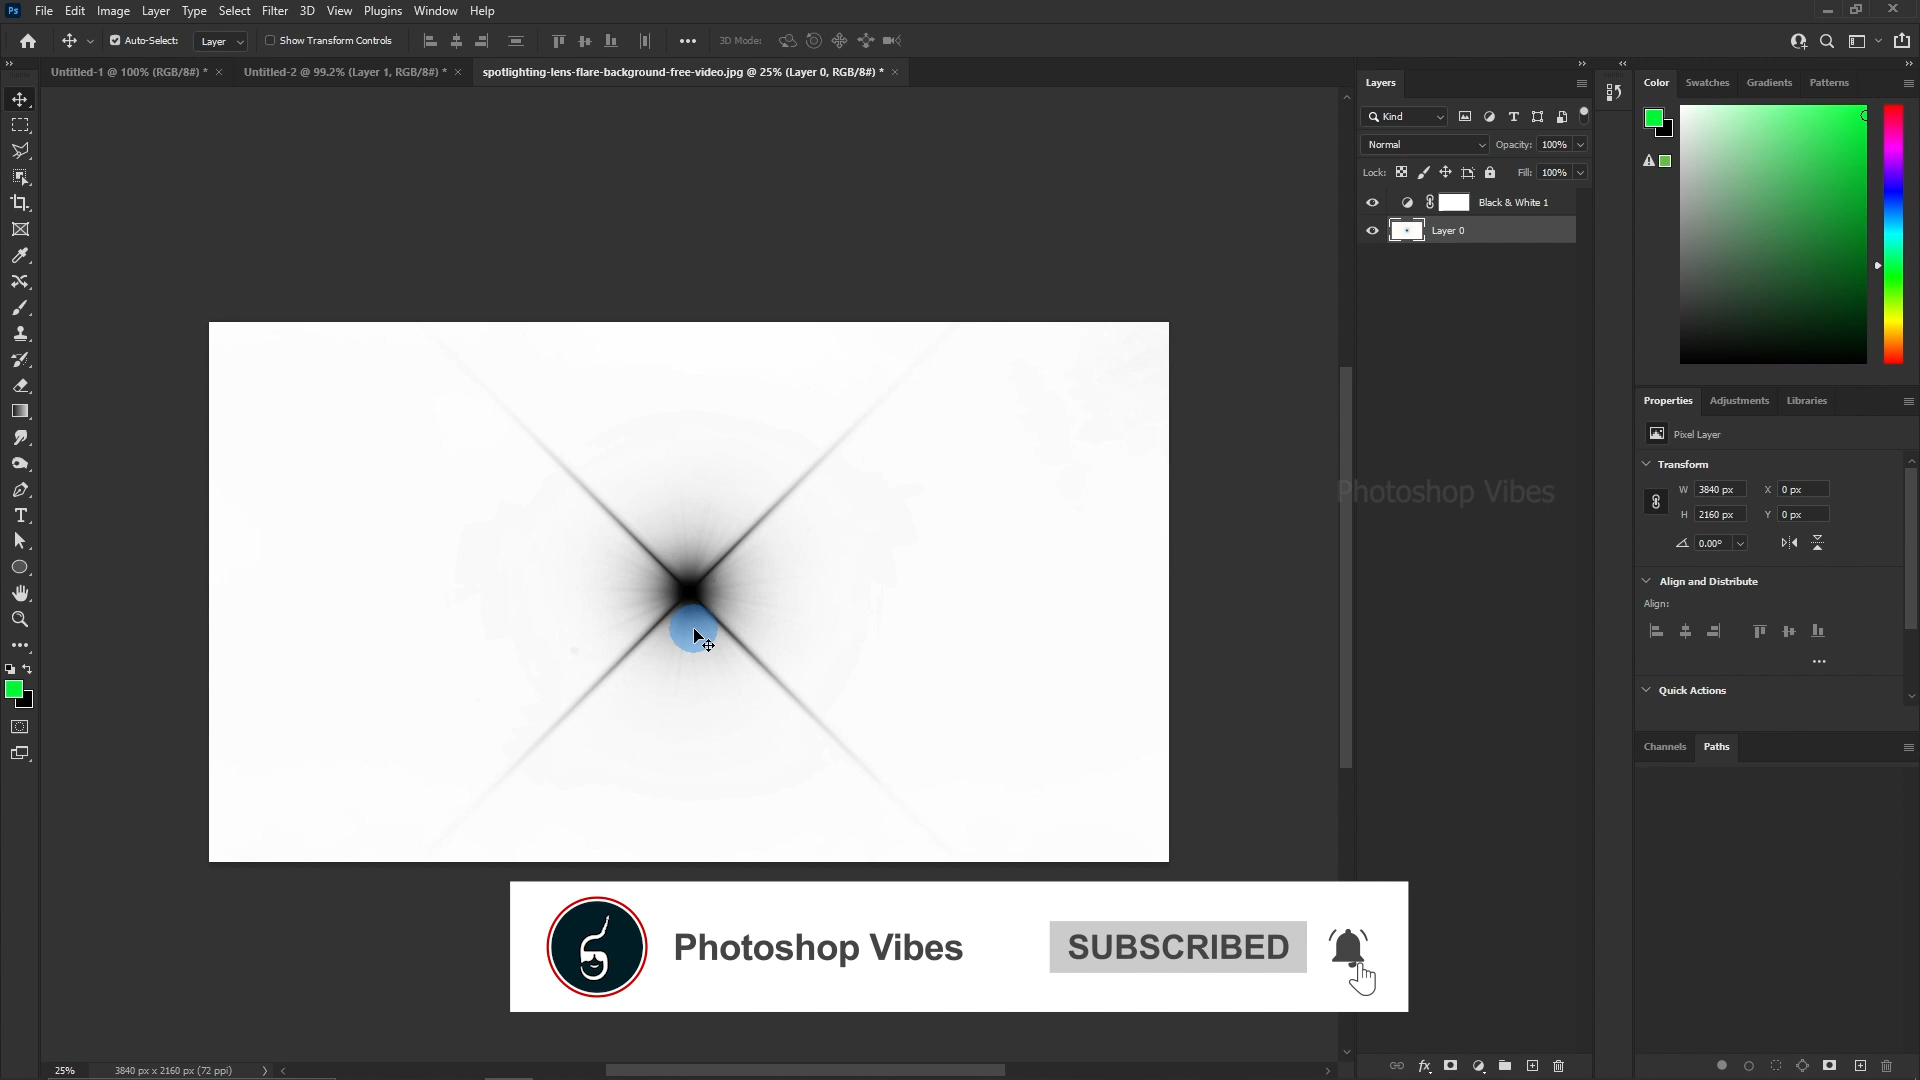 Ps File Edit Image Layer Type Select Filter 3D View Plugins Window Help
Auto-Select: Layer Show Transform Controls 3D Mode:
Untitled-1 @ 100% (RGB/8#) * × Untitled-2 @ 99.2% (Layer 1, RGB/8#) * × spotlighting-lens-flare-background-free-video.jpg @ 25% (Layer 0, RGB/8#) * ×
Layers
Kind
Normal Opacity: 100%
Lock: Fill: 100%
Black & White 1
Layer 0
Color Swatches Gradients Patterns
Properties Adjustments Libraries
Pixel Layer
Transform
W 3840 px X 0 px
H 2160 px Y 0 px
0.00°
Align and Distribute
Align:
Quick Actions
Channels Paths
Photoshop Vibes
Photoshop Vibes SUBSCRIBED
25% 3840 px x 2160 px (72 ppi)